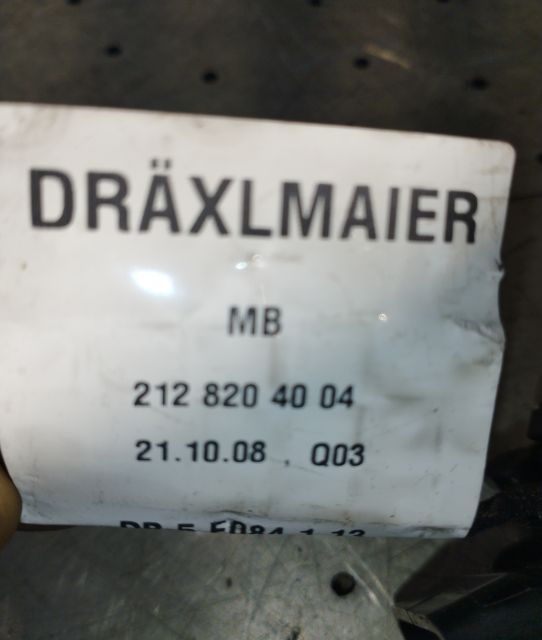 DRÄXLMAIER
MB
212 820 40 04
21.10.08 . Q03